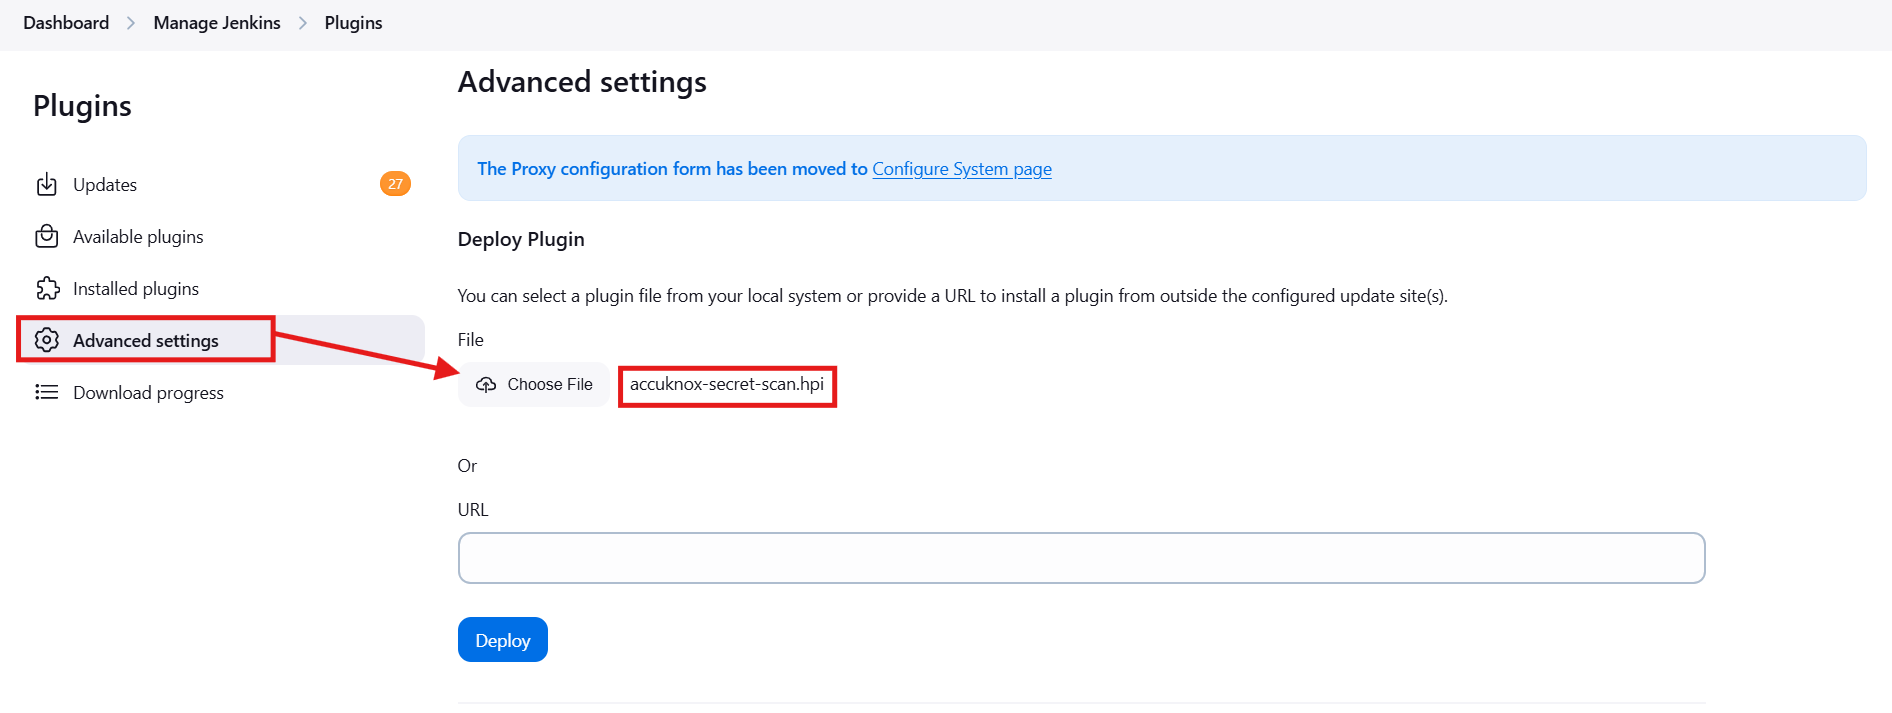 Dashboard > Manage Jenkins > Plugins
Plugins
Updates 27
Available plugins
Installed plugins
Advanced settings
Download progress
Advanced settings
The Proxy configuration form has been moved to Configure System page
Deploy Plugin
You can select a plugin file from your local system or provide a URL to install a plugin from outside the configured update site(s).
File
Choose File accuknox-secret-scan.hpi
Or
URL
Deploy